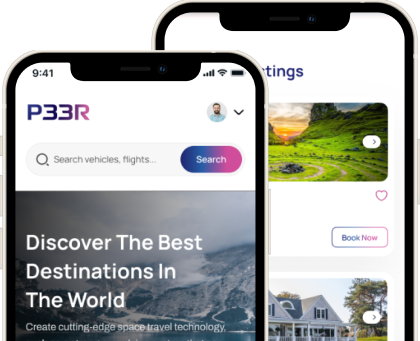 9:41
P33R
Search vehicles, flights...
Search
Discover The Best
Destinations In
The World
Create cutting-edge space travel technology,
tings
Book Now